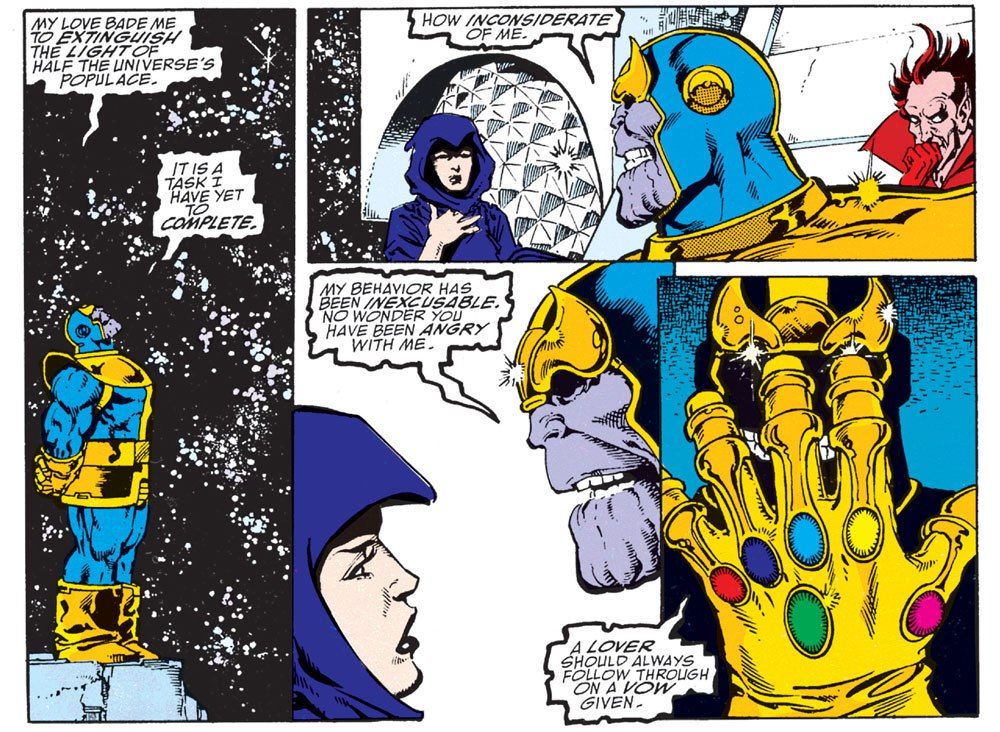 MY LOVE BADE ME
TO EXTINGUISH
THE LIGHT OF
HALF THE UNIVERSE'S
POPULACE.
IT IS A
TASK I
HAVE YET
TO
COMPLETE.
HOW INCONSIDERATE
OF ME.
MY BEHAVIOR HAS
BEEN INEXCUSABLE.
NO WONDER YOU
HAVE BEEN ANGRY
WITH ME.
A LOVER
SHOULD ALWAYS
FOLLOW THROUGH
ON A VOW
GIVEN.